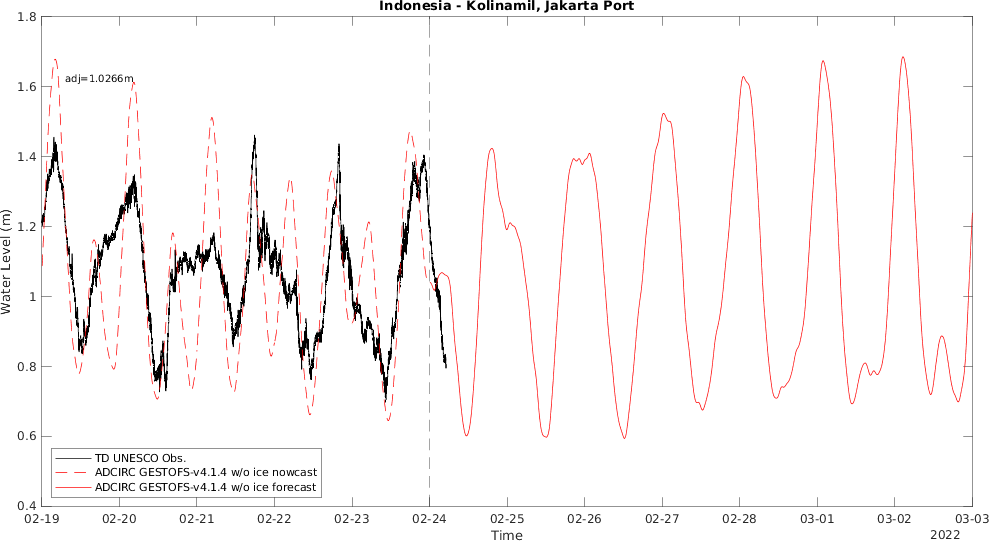 Indonesia - Kolinamil, Jakarta Port
1.8
1.6
1.4
1.2
1
0.8
0.6
0.4
Water Level (m)
adj=1.0266m
TD UNESCO Obs.
ADCIRC GESTOFS-v4.1.4 w/o ice nowcast
ADCIRC GESTOFS-v4.1.4 w/o ice forecast
02-19 02-20 02-21 02-22 02-23 02-24 02-25 02-26 02-27 02-28 03-01 03-02 03-03
Time
2022